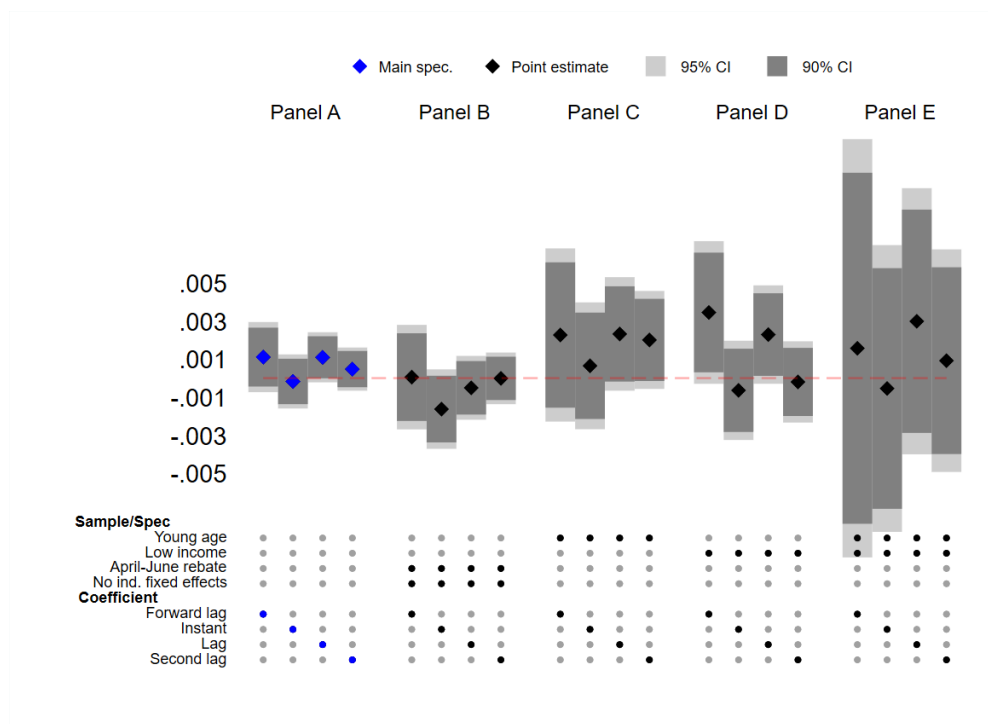 Main spec. Point estimate 95% CI 90% CI
Panel A Panel B Panel C Panel D Panel E
.005
.003
.001
-.001
-.003
-.005
Sample/Spec
Young age
Low income
April-June rebate
No ind. fixed effects
Coefficient
Forward lag
Instant
Lag
Second lag